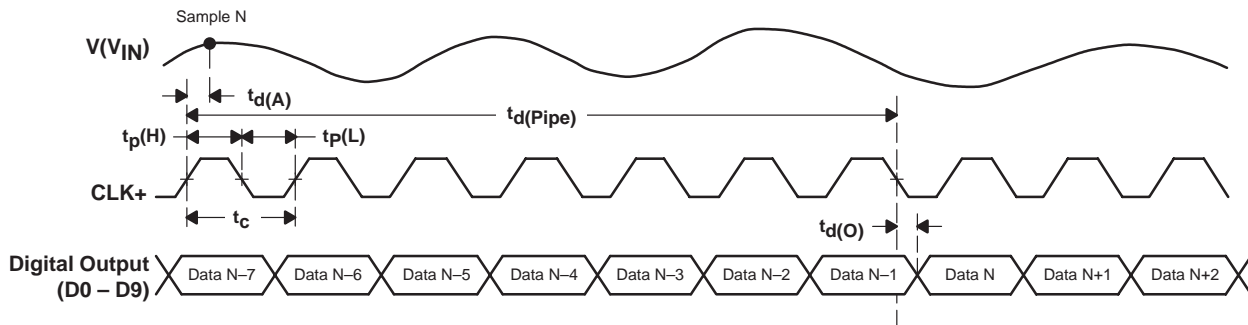 Sample N
V(VIN)
td(A)
td(Pipe)
tp(H)
tP(L)
CLK+
tc
td(O)
Digital Output
(D0 – D9)
Data N–7
Data N–6
Data N–5
Data N–4
Data N–3
Data N–2
Data N–1
Data N
Data N+1
Data N+2